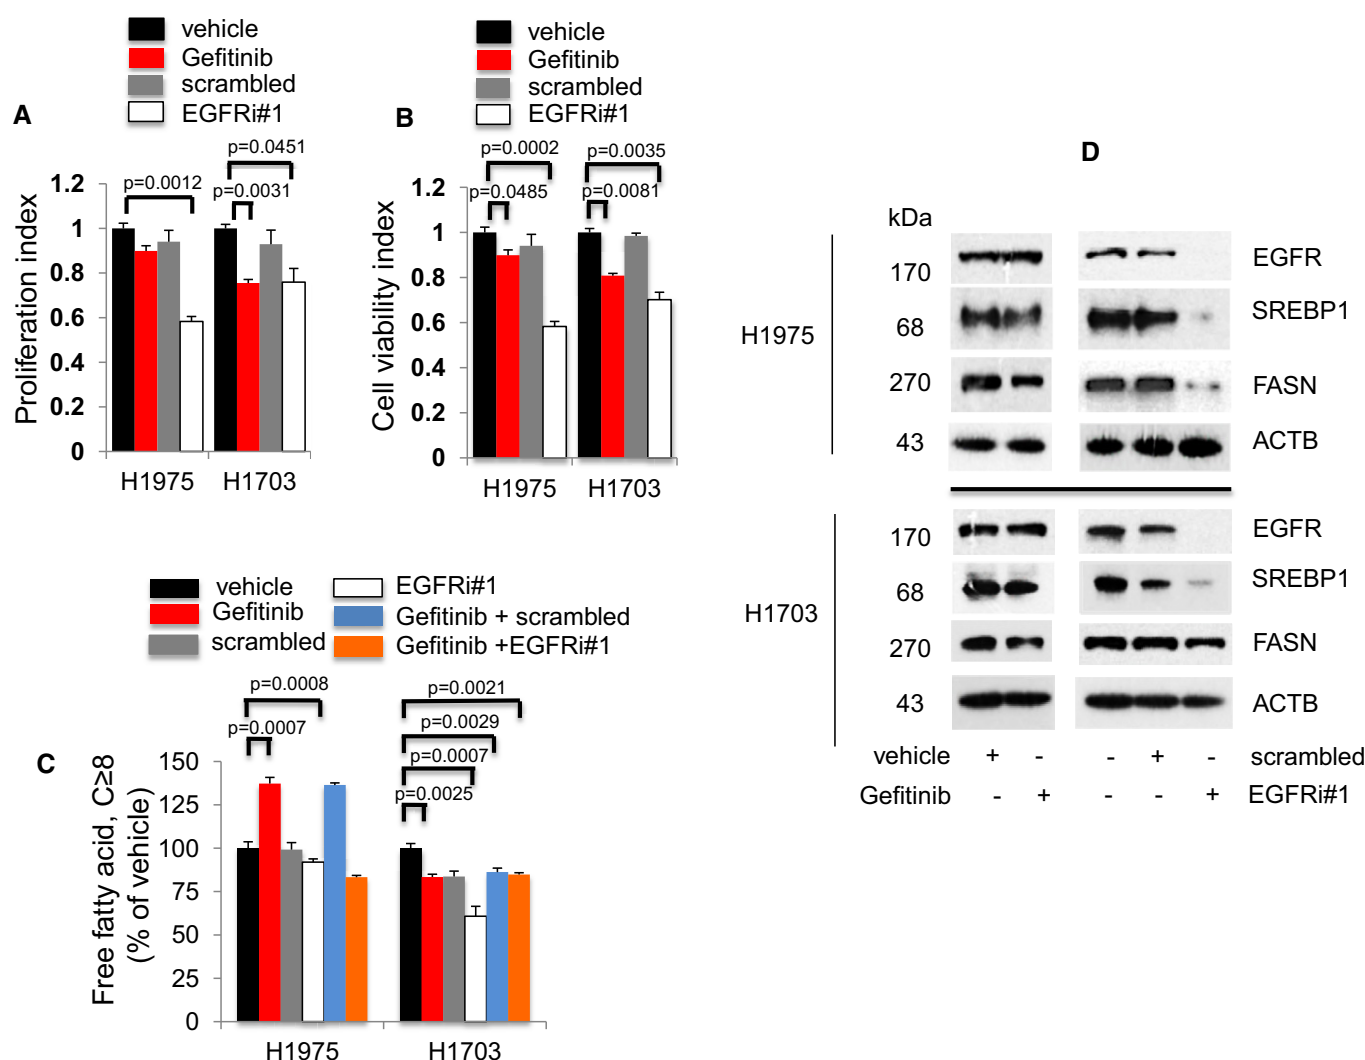 vehicle
Gefitinib
scrambled
EGFRi#1
A
p=0.0451
p=0.0012
p=0.0031
Proliferation index
1.2
1
0.8
0.6
0.4
0.2
0
H1975 H1703
vehicle
Gefitinib
scrambled
EGFRi#1
B
p=0.0002 p=0.0035
p=0.0485 p=0.0081
Cell viability index
1.2
1
0.8
0.6
0.4
0.2
0
H1975 H1703
vehicle
Gefitinib
scrambled
EGFRi#1
Gefitinib + scrambled
Gefitinib +EGFRi#1
C
p=0.0008
p=0.0007
p=0.0021
p=0.0029
p=0.0007
p=0.0025
Free fatty acid, C≥8
(% of vehicle)
150
125
100
75
50
25
0
H1975 H1703
D
kDa
H1975
170 EGFR
68 SREBP1
270 FASN
43 ACTB
H1703
170 EGFR
68 SREBP1
270 FASN
43 ACTB
vehicle + - - + - scrambled
Gefitinib - + - - + EGFRi#1